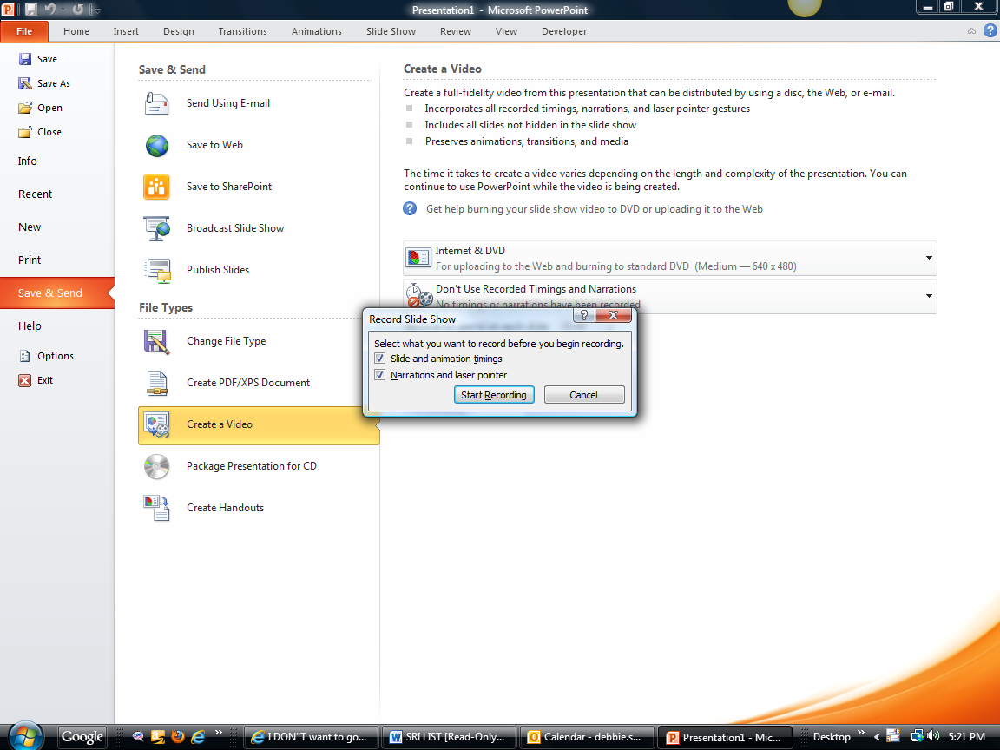 Presentation1 - Microsoft PowerPoint
File Home Insert Design Transitions Animations Slide Show Review View Developer
Save
Save As
Open
Close
Info
Recent
New
Print
Save & Send
Help
Options
Exit
Save & Send
Send Using E-mail
Save to Web
Save to SharePoint
Broadcast Slide Show
Publish Slides
File Types
Change File Type
Create PDF/XPS Document
Create a Video
Package Presentation for CD
Create Handouts
Create a Video
Create a full-fidelity video from this presentation that can be distributed by using a disc, the Web, or e-mail.
Incorporates all recorded timings, narrations, and laser pointer gestures
Includes all slides not hidden in the slide show
Preserves animations, transitions, and media
The time it takes to create a video varies depending on the length and complexity of the presentation. You can
continue to use PowerPoint while the video is being created.
Get help burning your slide show video to DVD or uploading it to the Web
Internet & DVD
For uploading to the Web and burning to standard DVD (Medium — 640 x 480)
Don't Use Recorded Timings and Narrations
No timings or narrations have been recorded
Record Slide Show
Select what you want to record before you begin recording.
Slide and animation timings
Narrations and laser pointer
Start Recording Cancel
Google I DON"T want to go... SRI LIST [Read-Only... Calendar - debbie.s... Presentation1 - Mic... Desktop 5:21 PM